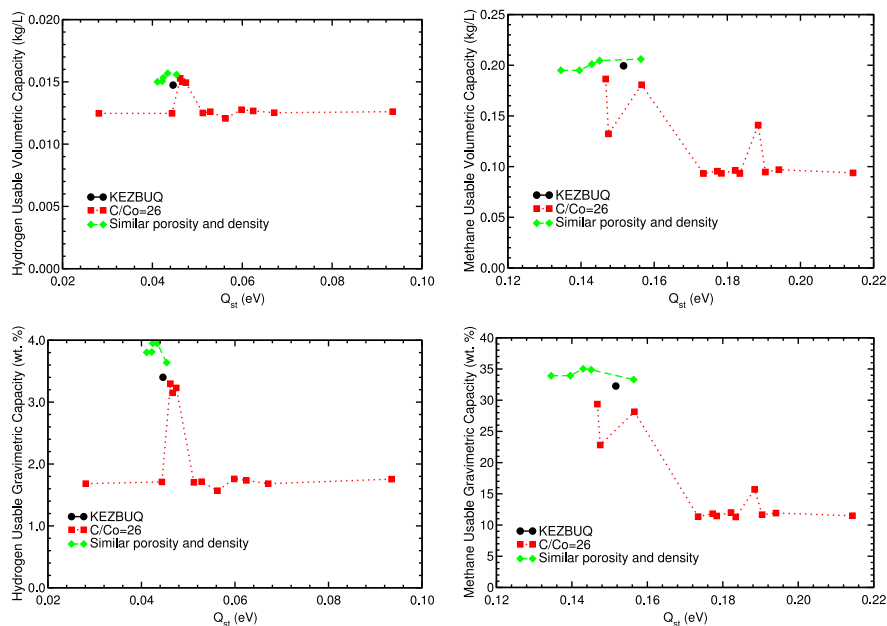 Hydrogen Usable Volumetric Capacity (kg/L)
0.020
0.015
0.010
0.005
0.000
KEZBUQ
C/Co=26
Similar porosity and density
0.02 0.04 0.06 0.08 0.10
Qst (eV)
Methane Usable Volumetric Capacity (kg/L)
0.25
0.20
0.15
0.10
0.05
0.00
KEZBUQ
C/Co=26
Similar porosity and density
0.12 0.14 0.16 0.18 0.20 0.22
Qst (eV)
Hydrogen Usable Gravimetric Capacity (wt. %)
4.0
3.2
2.4
1.6
0.8
0.0
KEZBUQ
C/Co=26
Similar porosity and density
0.02 0.04 0.06 0.08 0.10
Qst (eV)
Methane Usable Gravimetric Capacity (wt. %)
40
35
30
25
20
15
10
5
0
KEZBUQ
C/Co=26
Similar porosity and density
0.12 0.14 0.16 0.18 0.20 0.22
Qst (eV)